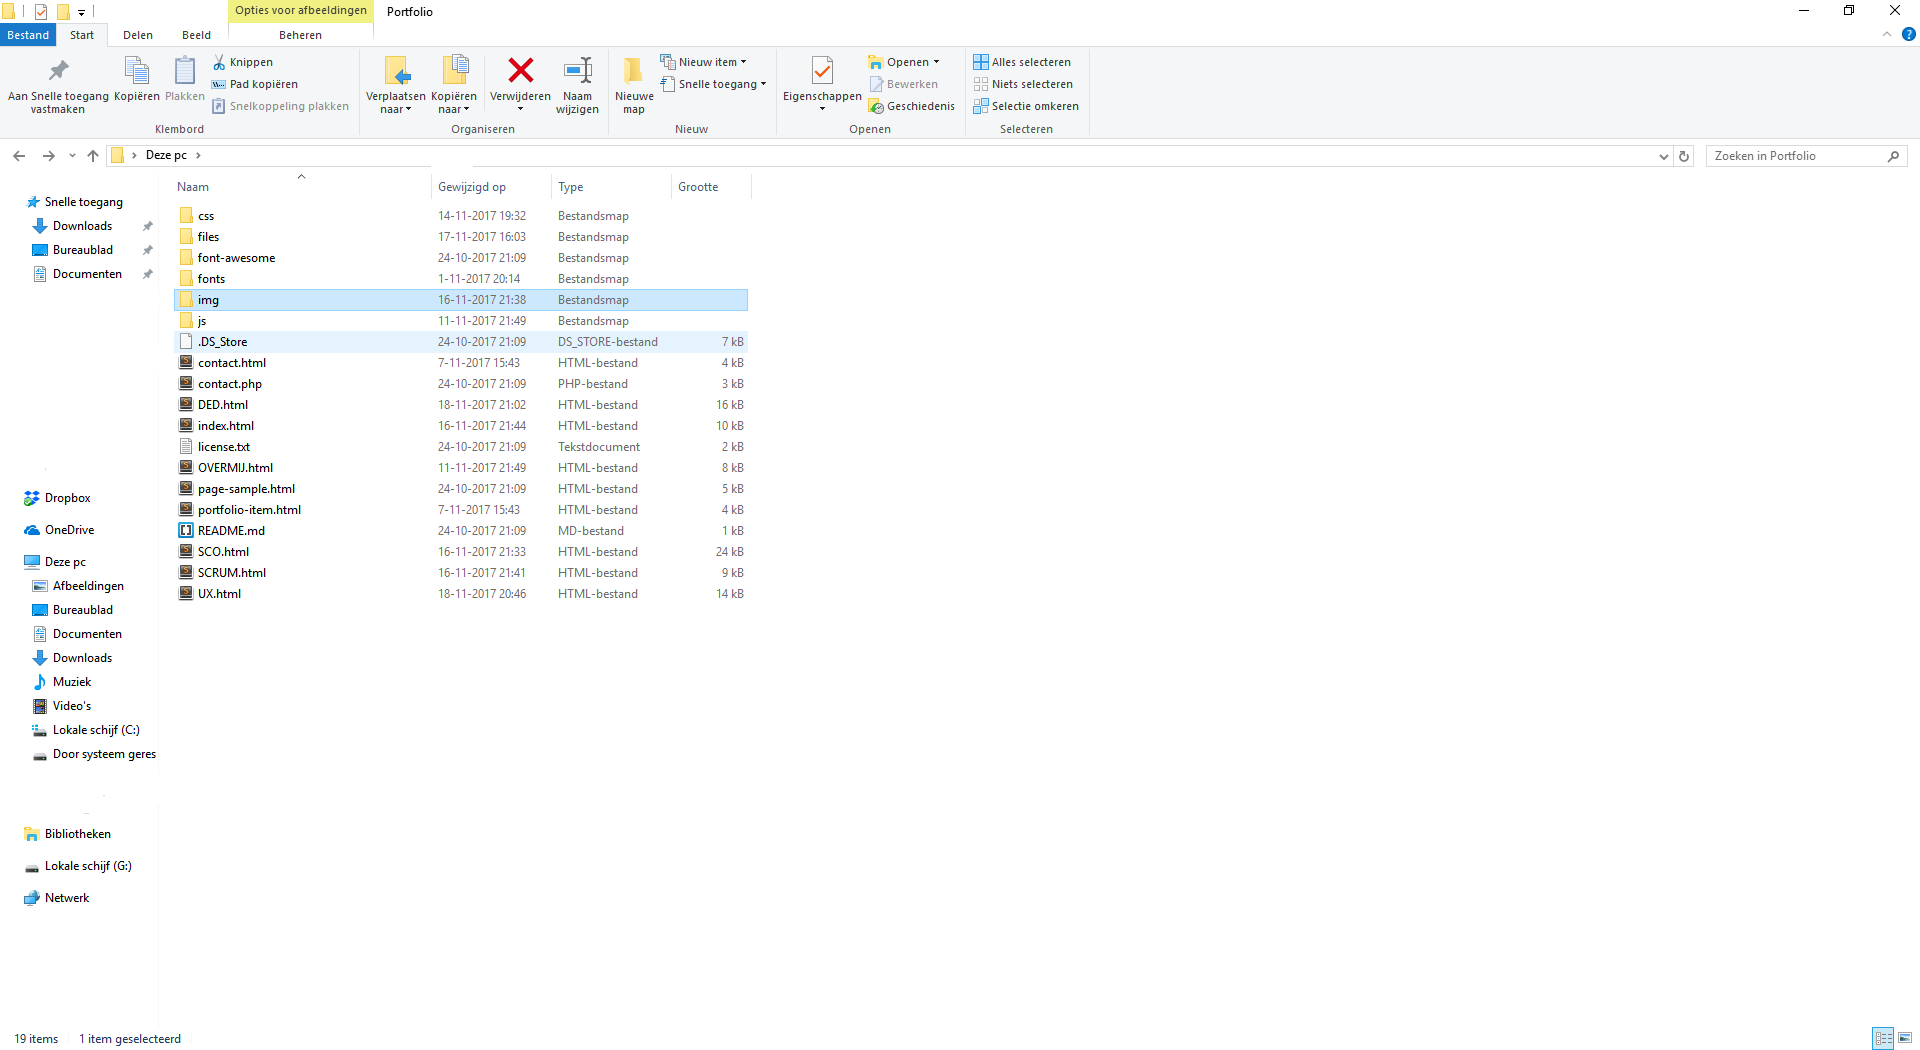 Opties voor afbeeldingen Portfolio
Bestand Start Delen Beeld Beheren
Aan Snelle toegang vastmaken
Kopiëren
Plakken
Knippen
Pad kopiëren
Snelkoppeling plakken
Klembord
Verplaatsen naar
Kopiëren naar
Verwijderen
Naam wijzigen
Organiseren
Nieuwe map
Nieuw item
Snelle toegang
Nieuw
Eigenschappen
Openen
Bewerken
Geschiedenis
Openen
Alles selecteren
Niets selecteren
Selectie omkeren
Selecteren
Deze pc
Zoeken in Portfolio
Snelle toegang
Downloads
Bureaublad
Documenten
Dropbox
OneDrive
Deze pc
Afbeeldingen
Bureaublad
Documenten
Downloads
Muziek
Video's
Lokale schijf (C:)
Door systeem geres
Bibliotheken
Lokale schijf (G:)
Netwerk
Naam Gewijzigd op Type Grootte
css 14-11-2017 19:32 Bestandsmap
files 17-11-2017 16:03 Bestandsmap
font-awesome 24-10-2017 21:09 Bestandsmap
fonts 1-11-2017 20:14 Bestandsmap
img 16-11-2017 21:38 Bestandsmap
js 11-11-2017 21:49 Bestandsmap
.DS_Store 24-10-2017 21:09 DS_STORE-bestand 7 kB
contact.html 7-11-2017 15:43 HTML-bestand 4 kB
contact.php 24-10-2017 21:09 PHP-bestand 3 kB
DED.html 18-11-2017 21:02 HTML-bestand 16 kB
index.html 16-11-2017 21:44 HTML-bestand 10 kB
license.txt 24-10-2017 21:09 Tekstdocument 2 kB
OVERMIJ.html 11-11-2017 21:49 HTML-bestand 8 kB
page-sample.html 24-10-2017 21:09 HTML-bestand 5 kB
portfolio-item.html 7-11-2017 15:43 HTML-bestand 4 kB
README.md 24-10-2017 21:09 MD-bestand 1 kB
SCO.html 16-11-2017 21:33 HTML-bestand 24 kB
SCRUM.html 16-11-2017 21:41 HTML-bestand 9 kB
UX.html 18-11-2017 20:46 HTML-bestand 14 kB
19 items 1 item geselecteerd